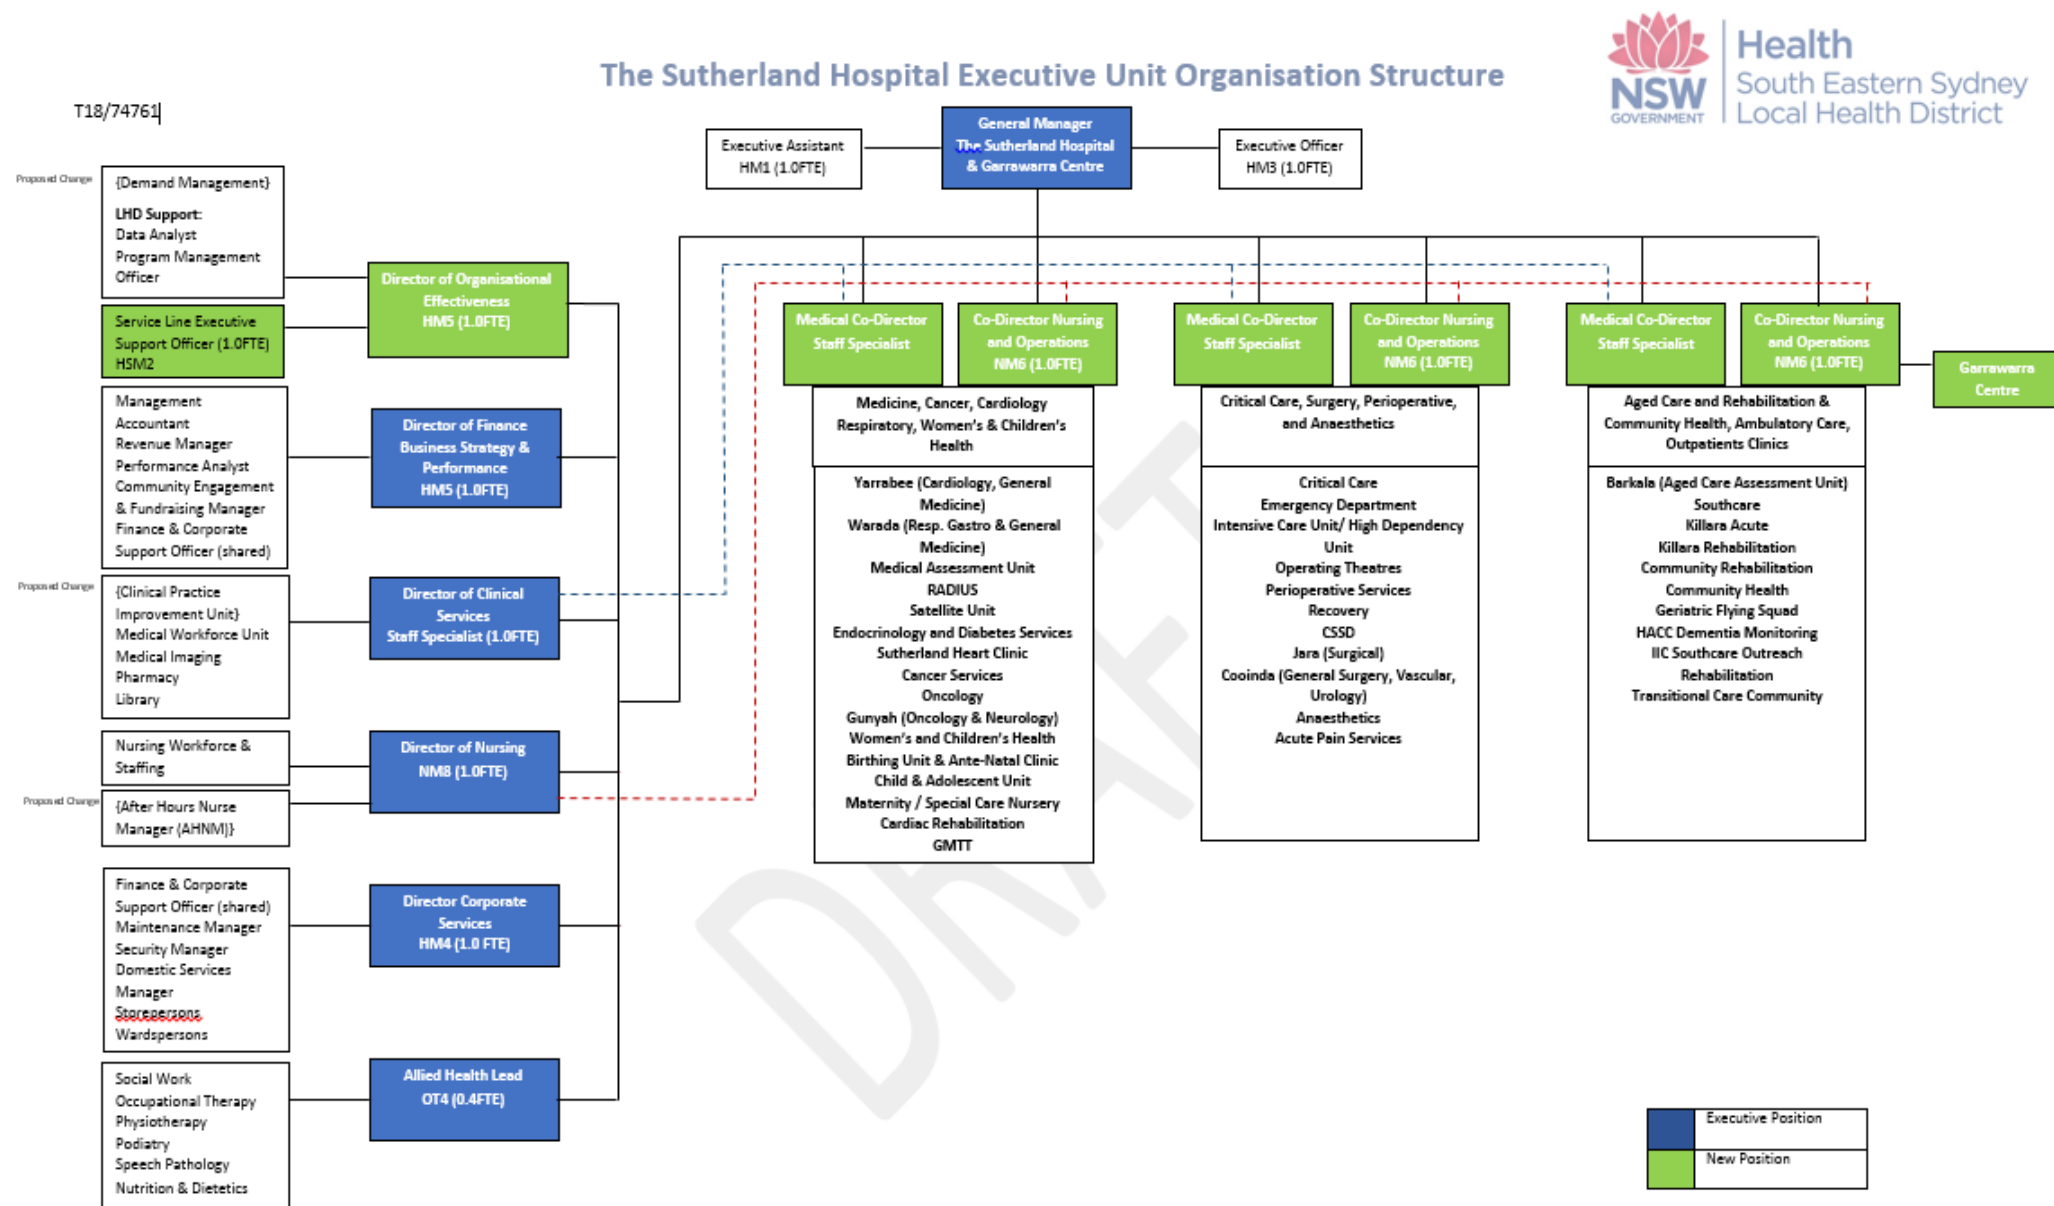 The Sutherland Hospital Executive Unit Organisation Structure
NSW
GOVERNMENT
Health
South Eastern Sydney
Local Health District
T18/74761
Executive Assistant
HM1 (1.0FTE)
General Manager
The Sutherland Hospital
& Garrawarra Centre
Executive Officer
HM3 (1.0FTE)
Proposed Change
{Demand Management}
LHD Support:
Data Analyst
Program Management
Officer
Director of Organisational
Effectiveness
HM5 (1.0FTE)
Service Line Executive
Support Officer (1.0FTE)
HSM2
Management
Accountant
Revenue Manager
Performance Analyst
Community Engagement
& Fundraising Manager
Finance & Corporate
Support Officer (shared)
Director of Finance
Business Strategy &
Performance
HM5 (1.0FTE)
Proposed Change
{Clinical Practice
Improvement Unit}
Medical Workforce Unit
Medical Imaging
Pharmacy
Library
Director of Clinical
Services
Staff Specialist (1.0FTE)
Nursing Workforce &
Staffing
Director of Nursing
NM8 (1.0FTE)
Proposed Change
{After Hours Nurse
Manager (AHNM)}
Finance & Corporate
Support Officer (shared)
Maintenance Manager
Security Manager
Domestic Services
Manager
Storepersons
Wardspersons
Director Corporate
Services
HM4 (1.0 FTE)
Social Work
Occupational Therapy
Physiotherapy
Podiatry
Speech Pathology
Nutrition & Dietetics
Allied Health Lead
OT4 (0.4FTE)
Medical Co-Director
Staff Specialist
Co-Director Nursing
and Operations
NM6 (1.0FTE)
Medicine, Cancer, Cardiology
Respiratory, Women's & Children's
Health
Yarrabee (Cardiology, General
Medicine)
Warada (Resp. Gastro & General
Medicine)
Medical Assessment Unit
RADIUS
Satellite Unit
Endocrinology and Diabetes Services
Sutherland Heart Clinic
Cancer Services
Oncology
Gunyah (Oncology & Neurology)
Women's and Children's Health
Birthing Unit & Ante-Natal Clinic
Child & Adolescent Unit
Maternity / Special Care Nursery
Cardiac Rehabilitation
GMTT
Medical Co-Director
Staff Specialist
Co-Director Nursing
and Operations
NM6 (1.0FTE)
Critical Care, Surgery, Perioperative,
and Anaesthetics
Critical Care
Emergency Department
Intensive Care Unit/ High Dependency
Unit
Operating Theatres
Perioperative Services
Recovery
CSSD
Jara (Surgical)
Cooinda (General Surgery, Vascular,
Urology)
Anaesthetics
Acute Pain Services
Medical Co-Director
Staff Specialist
Co-Director Nursing
and Operations
NM6 (1.0FTE)
Garrawarra
Centre
Aged Care and Rehabilitation &
Community Health, Ambulatory Care,
Outpatients Clinics
Barkala (Aged Care Assessment Unit)
Southcare
Killara Acute
Killara Rehabilitation
Community Rehabilitation
Community Health
Geriatric Flying Squad
HACC Dementia Monitoring
IIC Southcare Outreach
Rehabilitation
Transitional Care Community
DRAFT
Executive Position
New Position